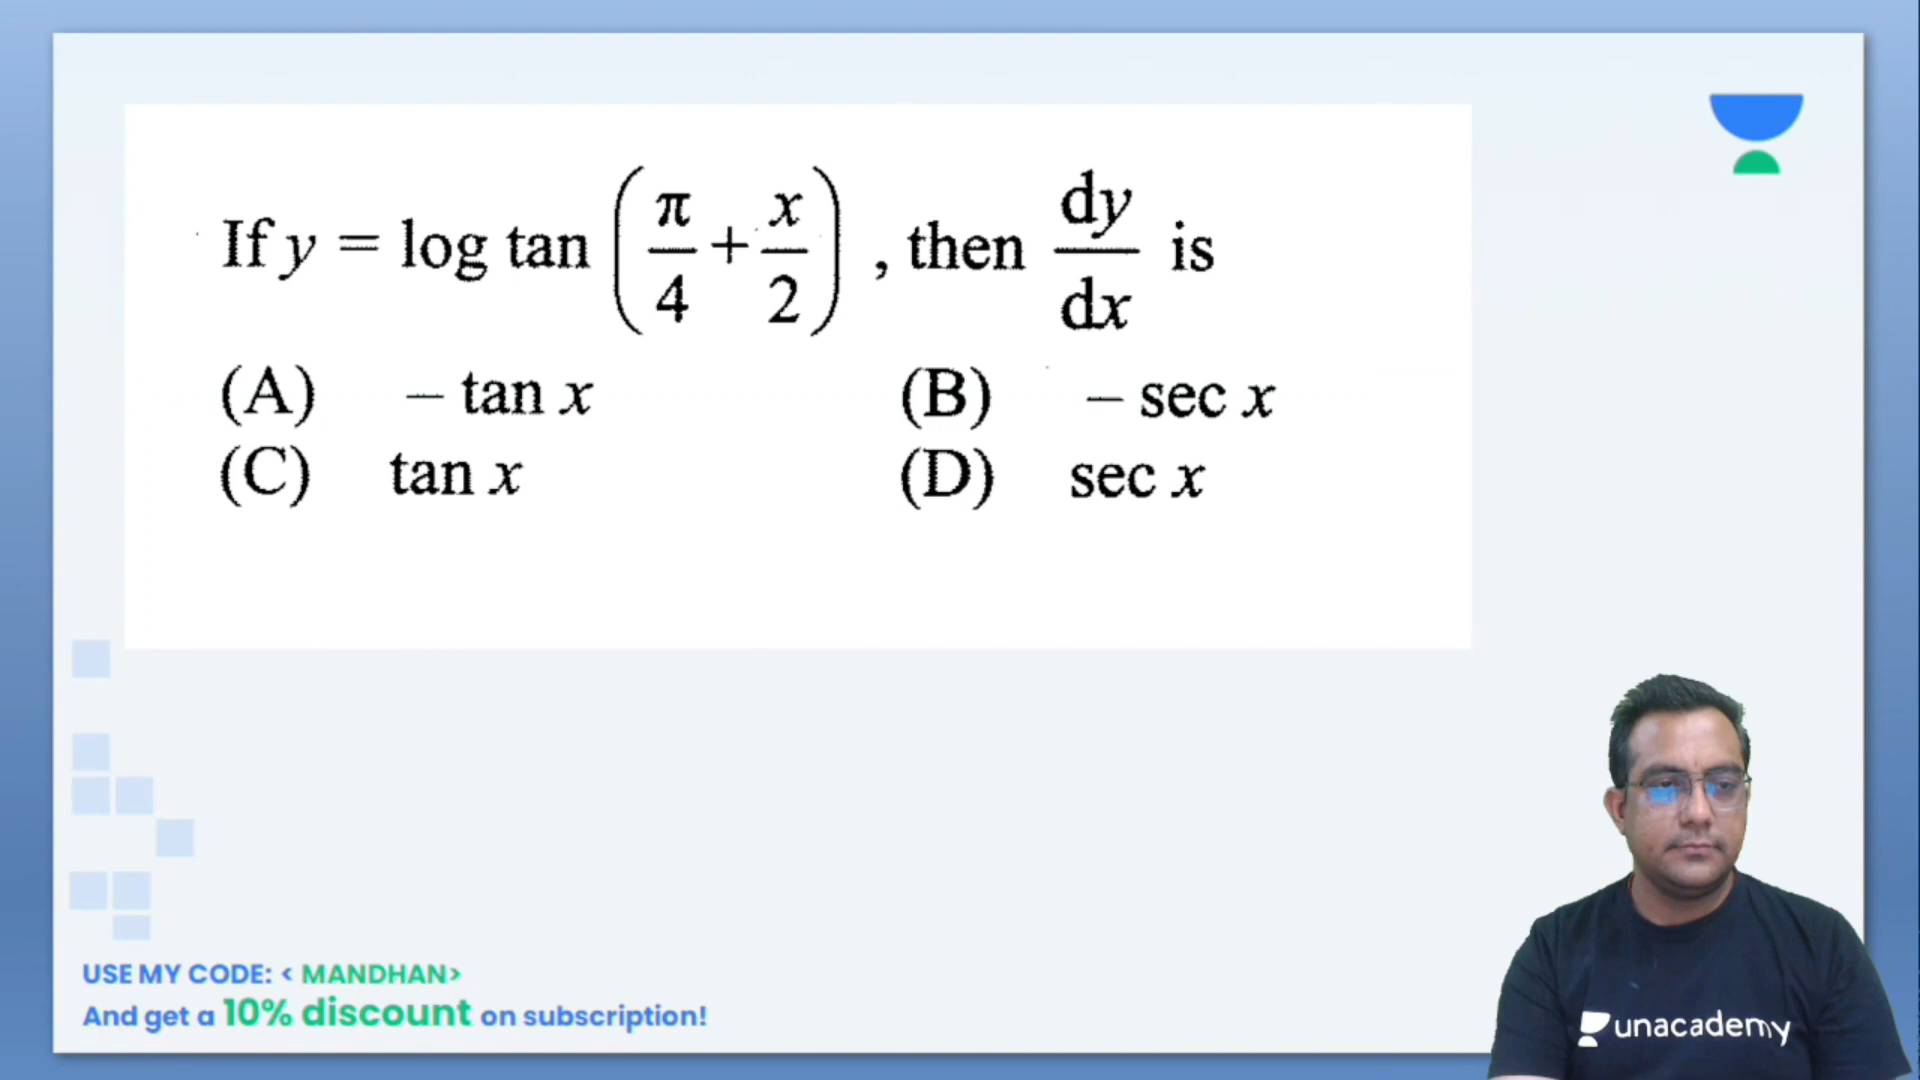 If y = log tan (π/4 + x/2), then dy/dx is
(A) – tan x (B) – sec x
(C) tan x (D) sec x
USE MY CODE: < MANDHAN>
And get a 10% discount on subscription!
unacademy